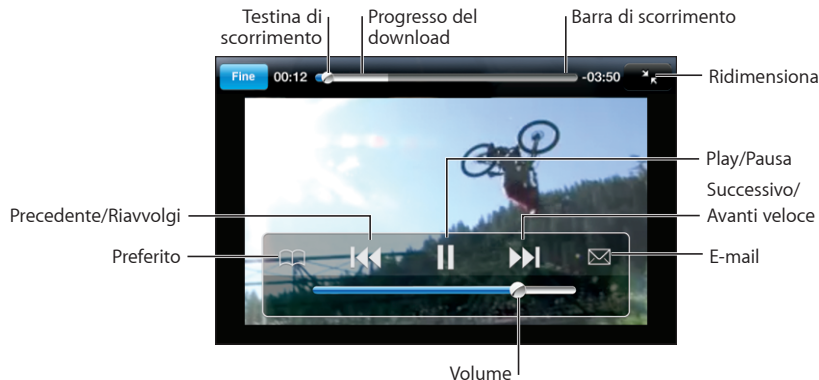 Testina di
scorrimento
Progresso del
download
Barra di scorrimento
Fine
00:12
-03:50
Ridimensiona
Play/Pausa
Successivo/
Avanti veloce
Precedente/Riavvolgi
Preferito
E-mail
Volume